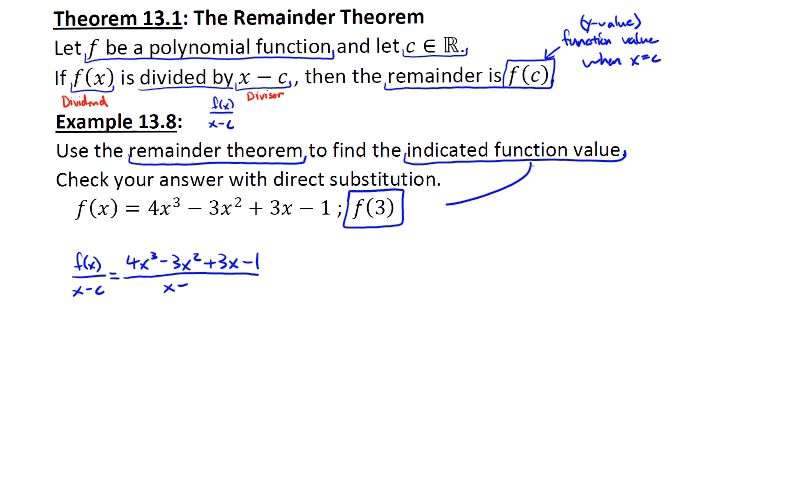 Theorem 13.1: The Remainder Theorem
(y-value)
function value
when x=c
Let f be a polynomial function, and let c ∈ ℝ.
If f(x) is divided by x − c, then the remainder is f(c)
Dividend
Divisor
f(x)
x-c
Example 13.8:
Use the remainder theorem to find the indicated function value,
Check your answer with direct substitution.
f(x) = 4x³ − 3x² + 3x − 1 ; f(3)
f(x)/x-c = 4x³-3x²+3x-1/x-